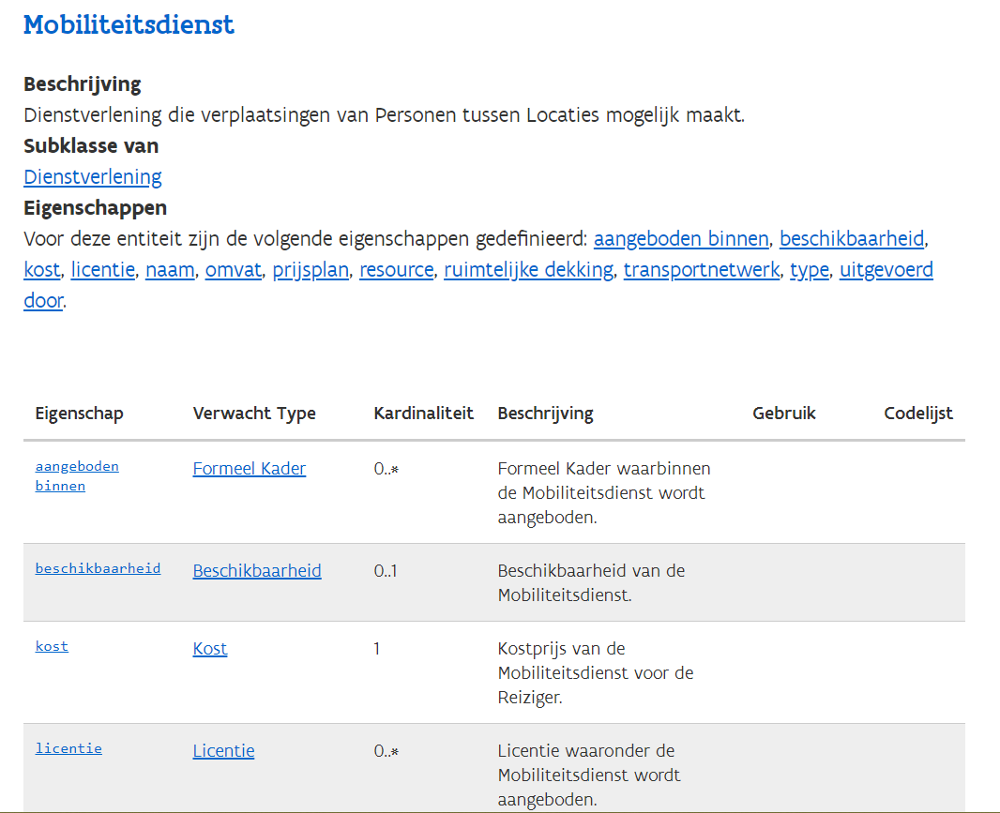 Mobiliteitsdienst
Beschrijving
Dienstverlening die verplaatsingen van Personen tussen Locaties mogelijk maakt.
Subklasse van
Dienstverlening
Eigenschappen
Voor deze entiteit zijn de volgende eigenschappen gedefinieerd: aangeboden binnen, beschikbaarheid,
kost, licentie, naam, omvat, prijsplan, resource, ruimtelijke dekking, transportnetwerk, type, uitgevoerd
door.
Eigenschap Verwacht Type Kardinaliteit Beschrijving Gebruik Codelijst
aangeboden Formeel Kader 0..* Formeel Kader waarbinnen
binnen de Mobiliteitsdienst wordt
aangeboden.
beschikbaarheid Beschikbaarheid 0..1 Beschikbaarheid van de
Mobiliteitsdienst.
kost Kost 1 Kostprijs van de
Mobiliteitsdienst voor de
Reiziger.
licentie Licentie 0..* Licentie waaronder de
Mobiliteitsdienst wordt
aangeboden.